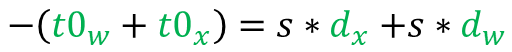 −(t0_w + t0_x) = s * d_x + s * d_w